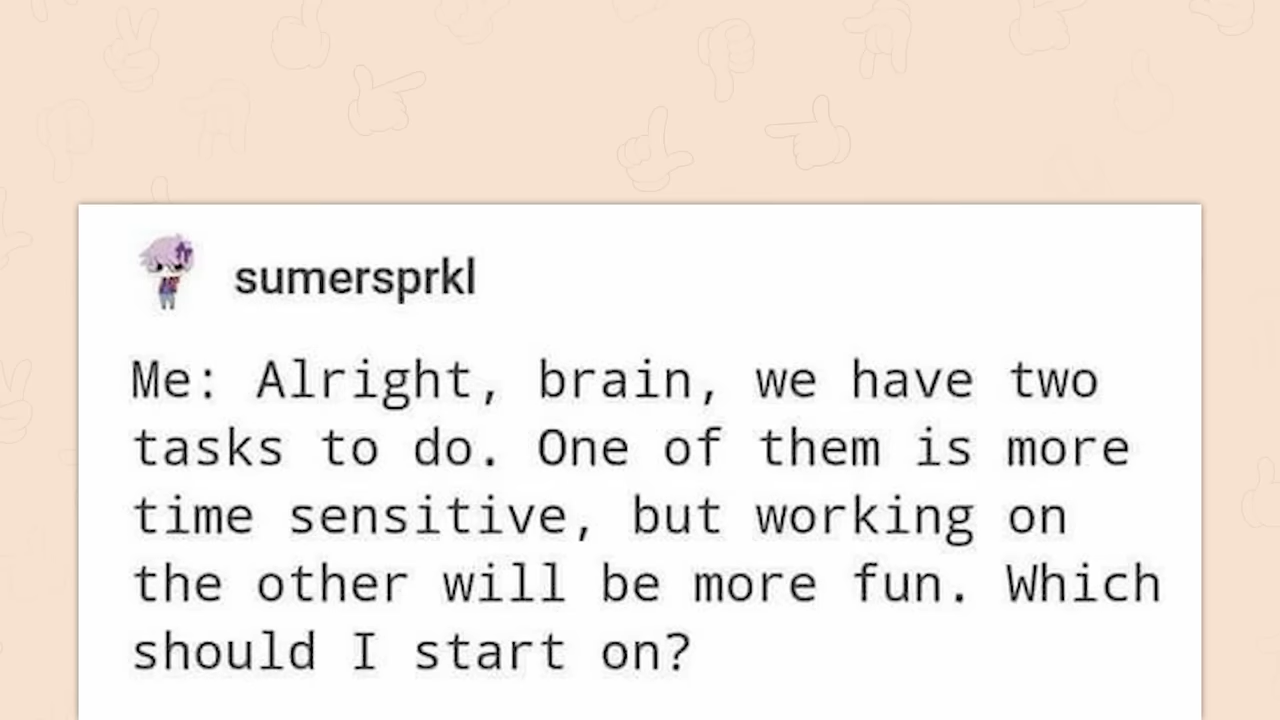 sumersprkl
Me: Alright, brain, we have two
tasks to do. One of them is more
time sensitive, but working on
the other will be more fun. Which
should I start on?